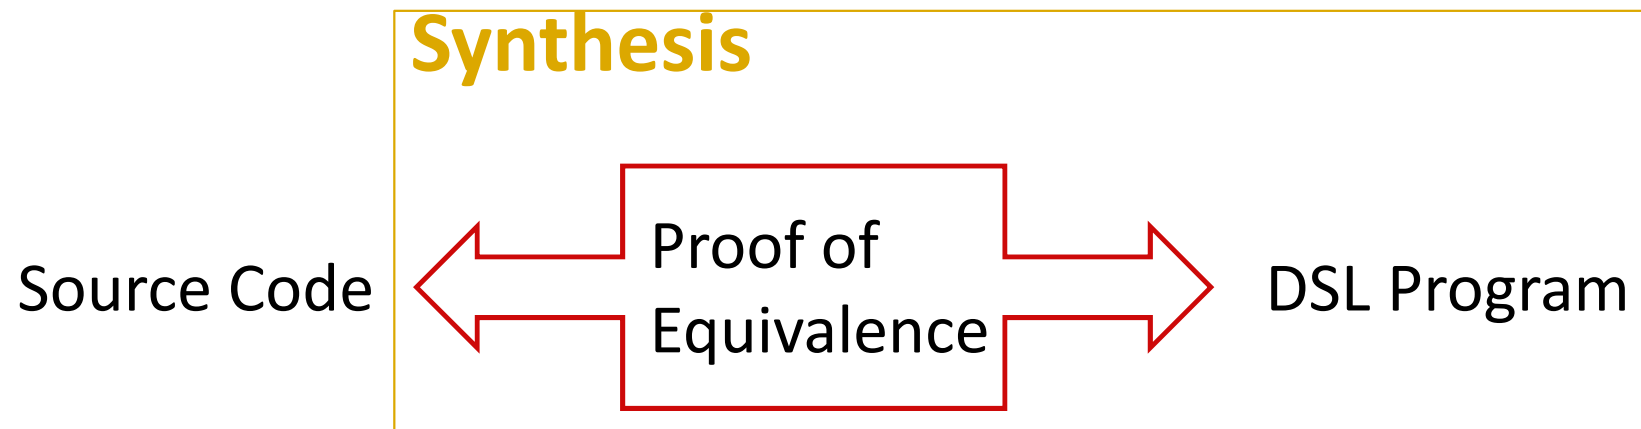 Synthesis
Source Code
Proof of
Equivalence
DSL Program